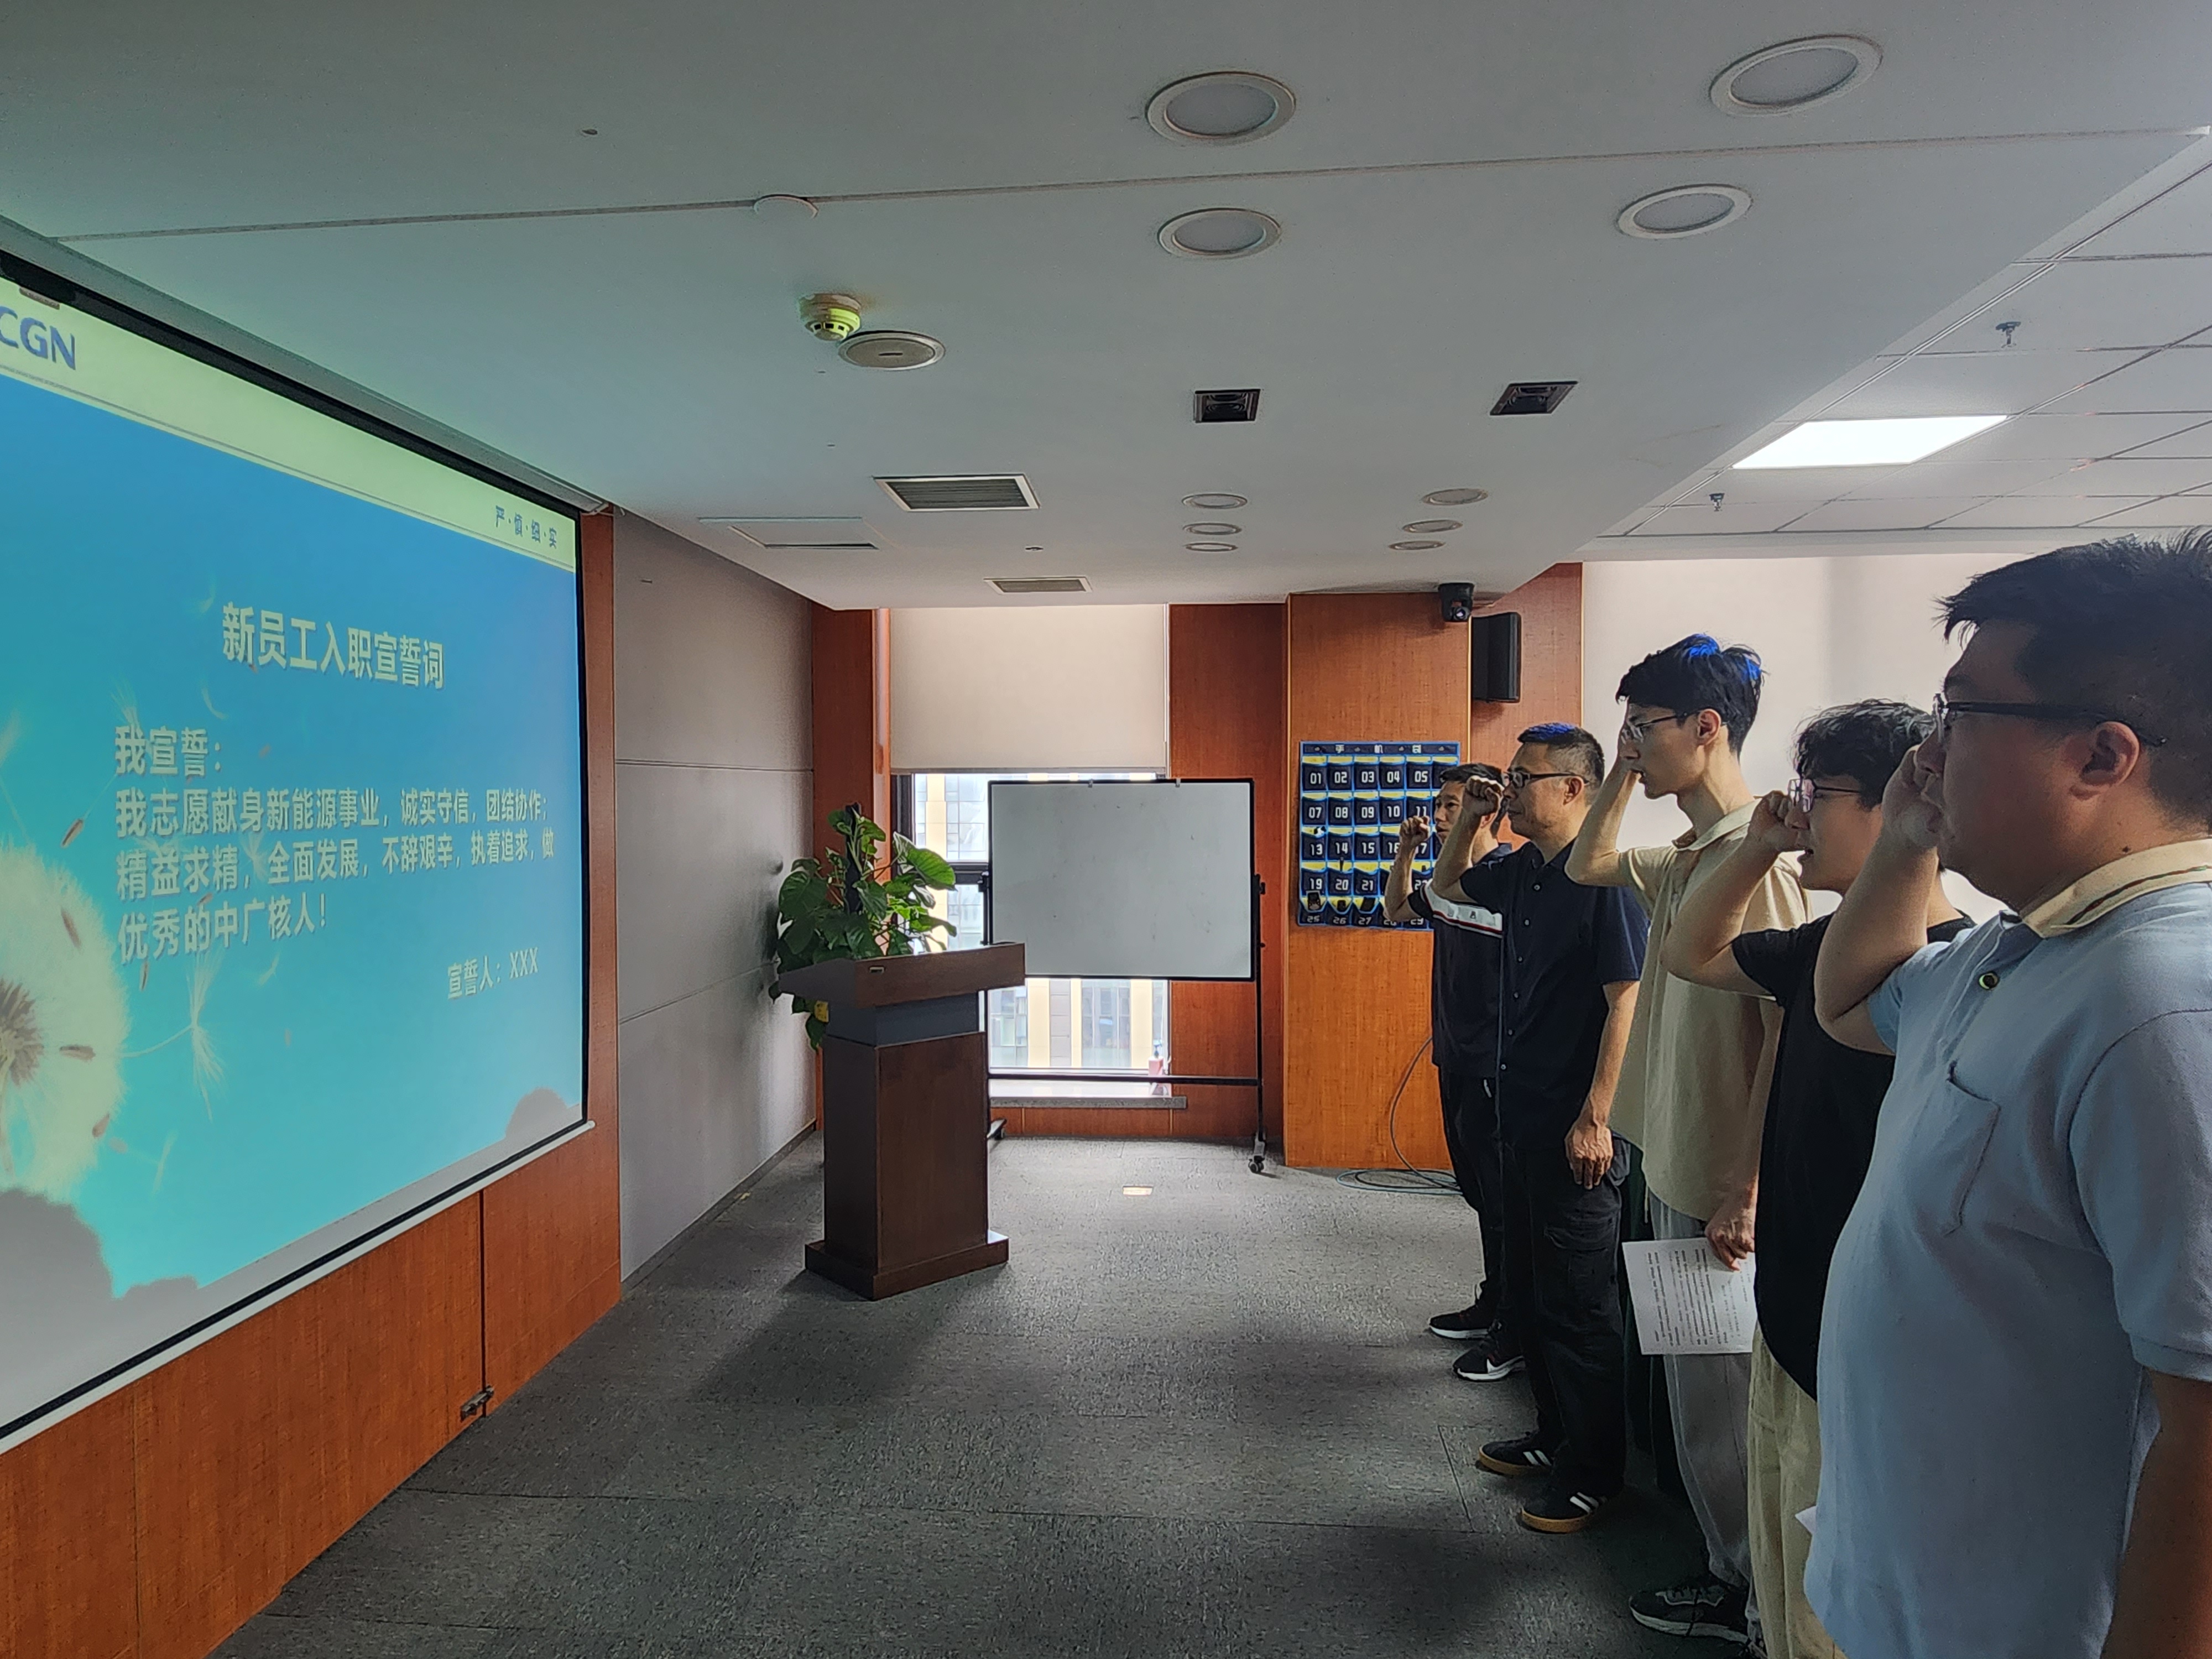 CGN
严·慎·细·实
新员工入职宣誓词
我宣誓：
我志愿献身新能源事业，诚实守信，团结协作；
精益求精，全面发展，不辞艰辛，执着追求，做
优秀的中广核人！
宣誓人：XXX
手机袋
01 02 03 04 05
07 08 09 10 11
13 14 15 16 17
19 20 21
25 26 27 28 29